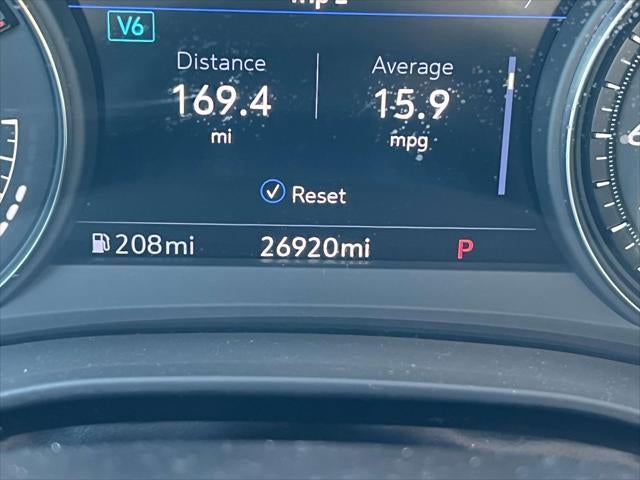 V6
Distance
Average
169.4
15.9
mi
mpg
Reset
208mi
26920mi
P